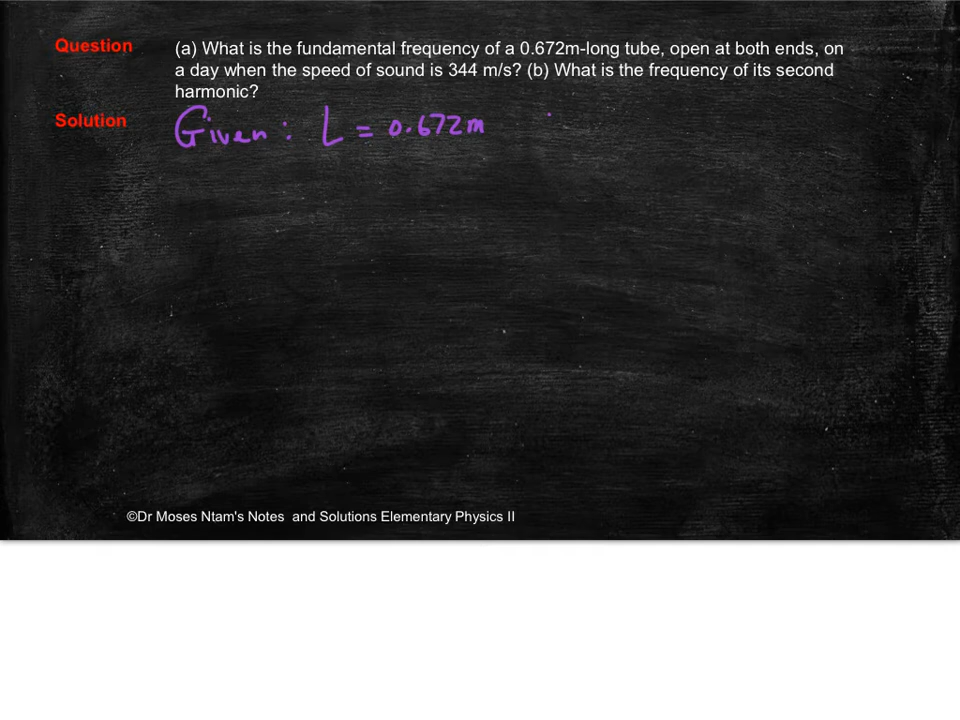 Question (a) What is the fundamental frequency of a 0.672m-long tube, open at both ends, on
a day when the speed of sound is 344 m/s? (b) What is the frequency of its second
harmonic?
Solution Given : L = 0.672m
©Dr Moses Ntam's Notes and Solutions Elementary Physics II